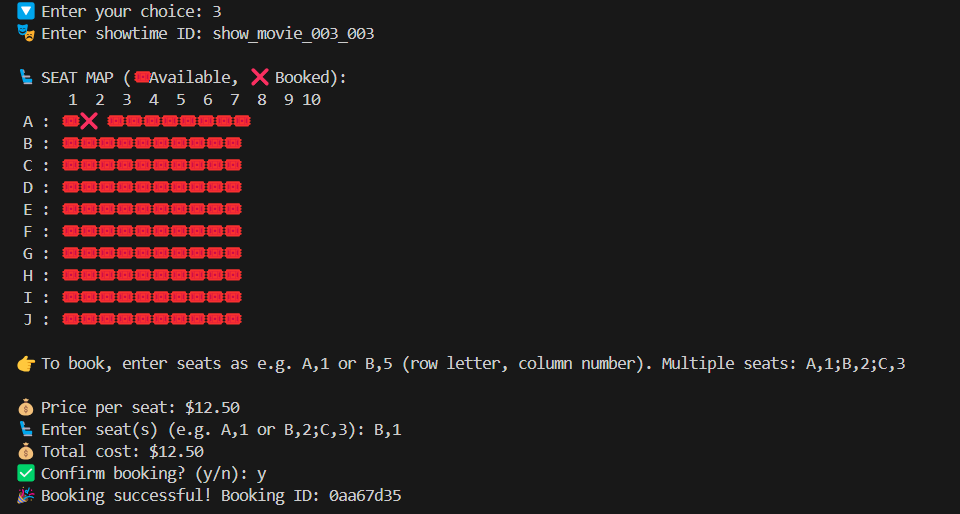 🔽 Enter your choice: 3
🎭 Enter showtime ID: show_movie_003_003
💺 SEAT MAP (🎟️Available, ❌ Booked):
1 2 3 4 5 6 7 8 9 10
A : 🎟️❌ 🎟️🎟️🎟️🎟️🎟️🎟️🎟️🎟️
B : 🎟️🎟️🎟️🎟️🎟️🎟️🎟️🎟️🎟️🎟️
C : 🎟️🎟️🎟️🎟️🎟️🎟️🎟️🎟️🎟️🎟️
D : 🎟️🎟️🎟️🎟️🎟️🎟️🎟️🎟️🎟️🎟️
E : 🎟️🎟️🎟️🎟️🎟️🎟️🎟️🎟️🎟️🎟️
F : 🎟️🎟️🎟️🎟️🎟️🎟️🎟️🎟️🎟️🎟️
G : 🎟️🎟️🎟️🎟️🎟️🎟️🎟️🎟️🎟️🎟️
H : 🎟️🎟️🎟️🎟️🎟️🎟️🎟️🎟️🎟️🎟️
I : 🎟️🎟️🎟️🎟️🎟️🎟️🎟️🎟️🎟️🎟️
J : 🎟️🎟️🎟️🎟️🎟️🎟️🎟️🎟️🎟️🎟️
👉 To book, enter seats as e.g. A,1 or B,5 (row letter, column number). Multiple seats: A,1;B,2;C,3
💰 Price per seat: $12.50
💺 Enter seat(s) (e.g. A,1 or B,2;C,3): B,1
💰 Total cost: $12.50
✅ Confirm booking? (y/n): y
🎉 Booking successful! Booking ID: 0aa67d35